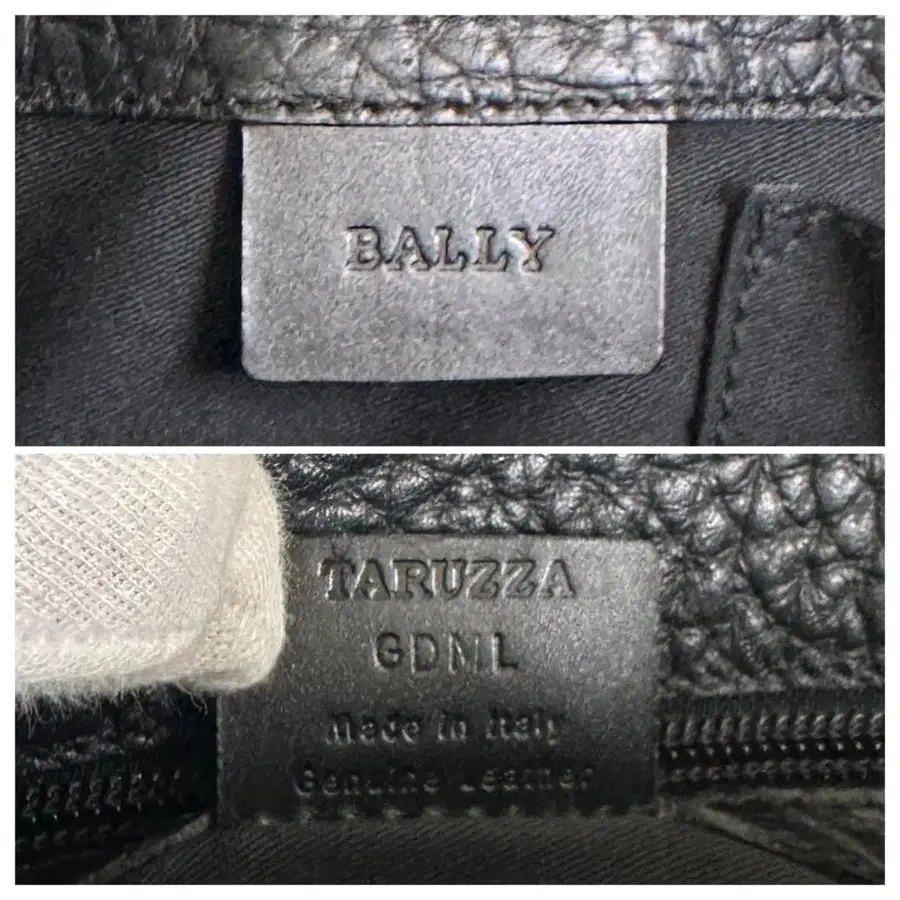 BALLY
TARUZZA
GDML
Made in Italy
Genuine Leather